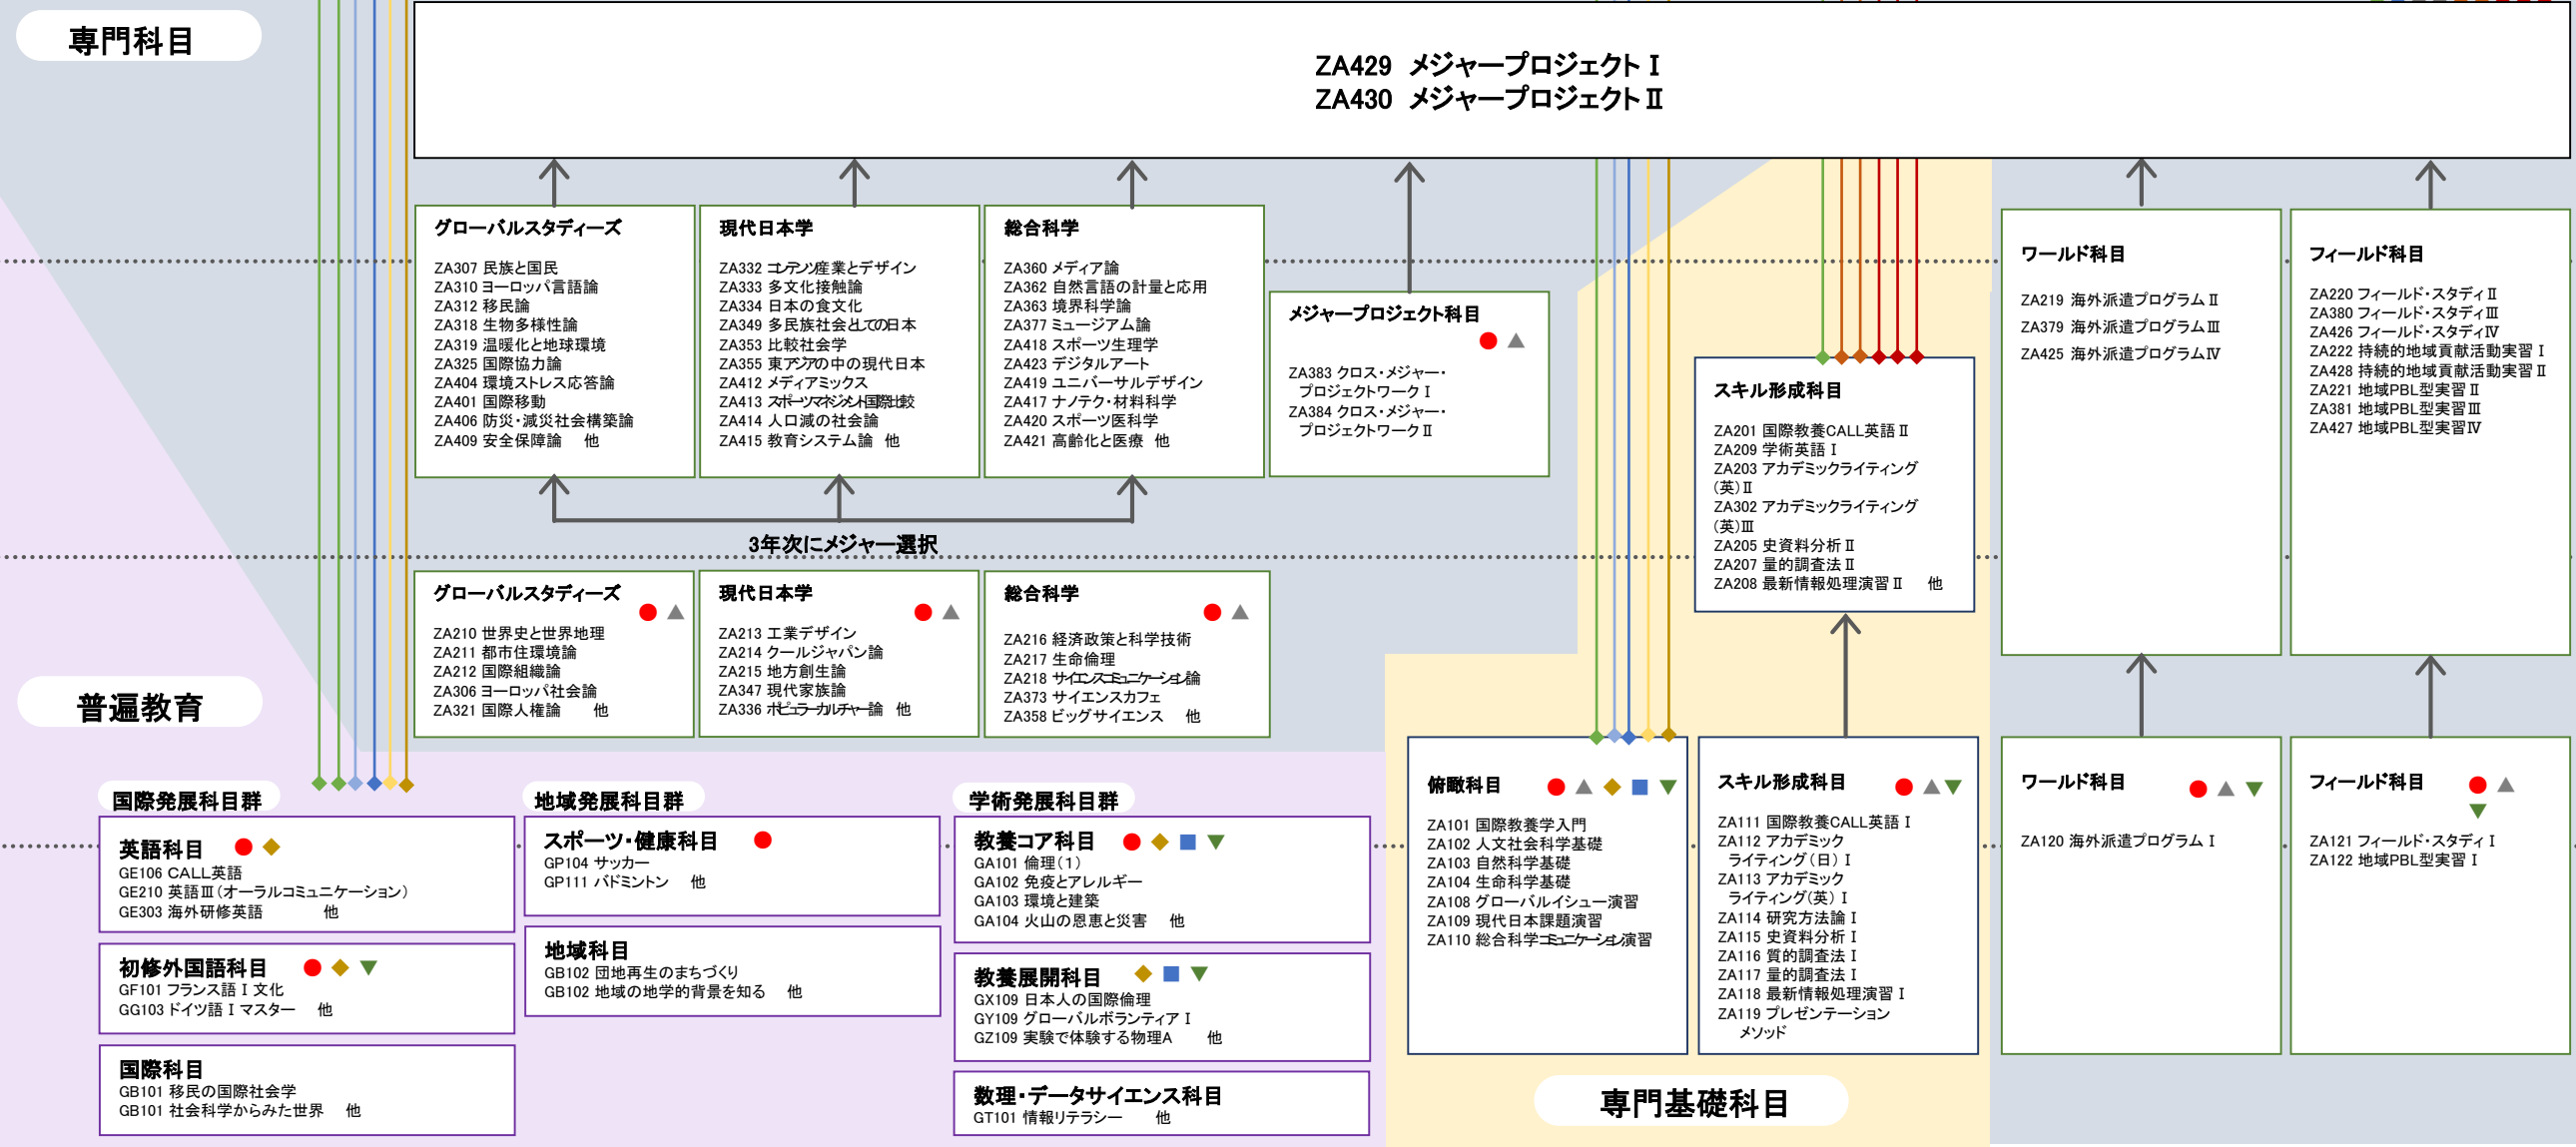 専門科目
ZA429 メジャープロジェクトⅠ
ZA430 メジャープロジェクトⅡ
グローバルスタディーズ
ZA307 民族と国民
ZA310 ヨーロッパ言語論
ZA312 移民論
ZA318 生物多様性論
ZA319 温暖化と地球環境
ZA325 国際協力論
ZA404 環境ストレス応答論
ZA401 国際移動
ZA406 防災・減災社会構築論
ZA409 安全保障論 他
現代日本学
ZA332 コンテンツ産業とデザイン
ZA333 多文化接触論
ZA334 日本の食文化
ZA349 多民族社会としての日本
ZA353 比較社会学
ZA355 東アジアの中の現代日本
ZA412 メディアミックス
ZA413 スポーツマネジメント国際比較
ZA414 人口減の社会論
ZA415 教育システム論 他
総合科学
ZA360 メディア論
ZA362 自然言語の計量と応用
ZA363 境界科学論
ZA377 ミュージアム論
ZA418 スポーツ生理学
ZA423 デジタルアート
ZA419 ユニバーサルデザイン
ZA417 ナノテク・材料科学
ZA420 スポーツ医科学
ZA421 高齢化と医療 他
メジャープロジェクト科目
ZA383 クロス・メジャー・
プロジェクトワークⅠ
ZA384 クロス・メジャー・
プロジェクトワークⅡ
スキル形成科目
ZA201 国際教養CALL英語Ⅱ
ZA209 学術英語Ⅰ
ZA203 アカデミックライティング
(英)Ⅱ
ZA302 アカデミックライティング
(英)Ⅲ
ZA205 史資料分析Ⅱ
ZA207 量的調査法Ⅱ
ZA208 最新情報処理演習Ⅱ 他
ワールド科目
ZA219 海外派遣プログラムⅡ
ZA379 海外派遣プログラムⅢ
ZA425 海外派遣プログラムⅣ
フィールド科目
ZA220 フィールド・スタディⅡ
ZA380 フィールド・スタディⅢ
ZA426 フィールド・スタディⅣ
ZA222 持続的地域貢献活動実習Ⅰ
ZA428 持続的地域貢献活動実習Ⅱ
ZA221 地域PBL型実習Ⅱ
ZA381 地域PBL型実習Ⅲ
ZA427 地域PBL型実習Ⅳ
3年次にメジャー選択
グローバルスタディーズ
ZA210 世界史と世界地理
ZA211 都市住環境論
ZA212 国際組織論
ZA306 ヨーロッパ社会論
ZA321 国際人権論 他
現代日本学
ZA213 工業デザイン
ZA214 クールジャパン論
ZA215 地方創生論
ZA347 現代家族論
ZA336 ポピュラーカルチャー論 他
総合科学
ZA216 経済政策と科学技術
ZA217 生命倫理
ZA218 サイエンスコミュニケーション論
ZA373 サイエンスカフェ
ZA358 ビッグサイエンス 他
普遍教育
国際発展科目群
英語科目
GE106 CALL英語
GE210 英語Ⅲ(オーラルコミュニケーション)
GE303 海外研修英語 他
初修外国語科目
GF101 フランス語Ⅰ文化
GG103 ドイツ語Ⅰマスター 他
国際科目
GB101 移民の国際社会学
GB101 社会科学からみた世界 他
地域発展科目群
スポーツ・健康科目
GP104 サッカー
GP111 バドミントン 他
地域科目
GB102 団地再生のまちづくり
GB102 地域の地学的背景を知る 他
学術発展科目群
教養コア科目
GA101 倫理(1)
GA102 免疫とアレルギー
GA103 環境と建築
GA104 火山の恩恵と災害 他
教養展開科目
GX109 日本人の国際倫理
GY109 グローバルボランティアⅠ
GZ109 実験で体験する物理A 他
数理・データサイエンス科目
GT101 情報リテラシー 他
俯瞰科目
ZA101 国際教養学入門
ZA102 人文社会科学基礎
ZA103 自然科学基礎
ZA104 生命科学基礎
ZA108 グローバルイシュー演習
ZA109 現代日本課題演習
ZA110 総合科学コミュニケーション演習
スキル形成科目
ZA111 国際教養CALL英語Ⅰ
ZA112 アカデミック
ライティング(日)Ⅰ
ZA113 アカデミック
ライティング(英)Ⅰ
ZA114 研究方法論Ⅰ
ZA115 史資料分析Ⅰ
ZA116 質的調査法Ⅰ
ZA117 量的調査法Ⅰ
ZA118 最新情報処理演習Ⅰ
ZA119 プレゼンテーション
メソッド
ワールド科目
ZA120 海外派遣プログラムⅠ
フィールド科目
ZA121 フィールド・スタディⅠ
ZA122 地域PBL型実習Ⅰ
専門基礎科目